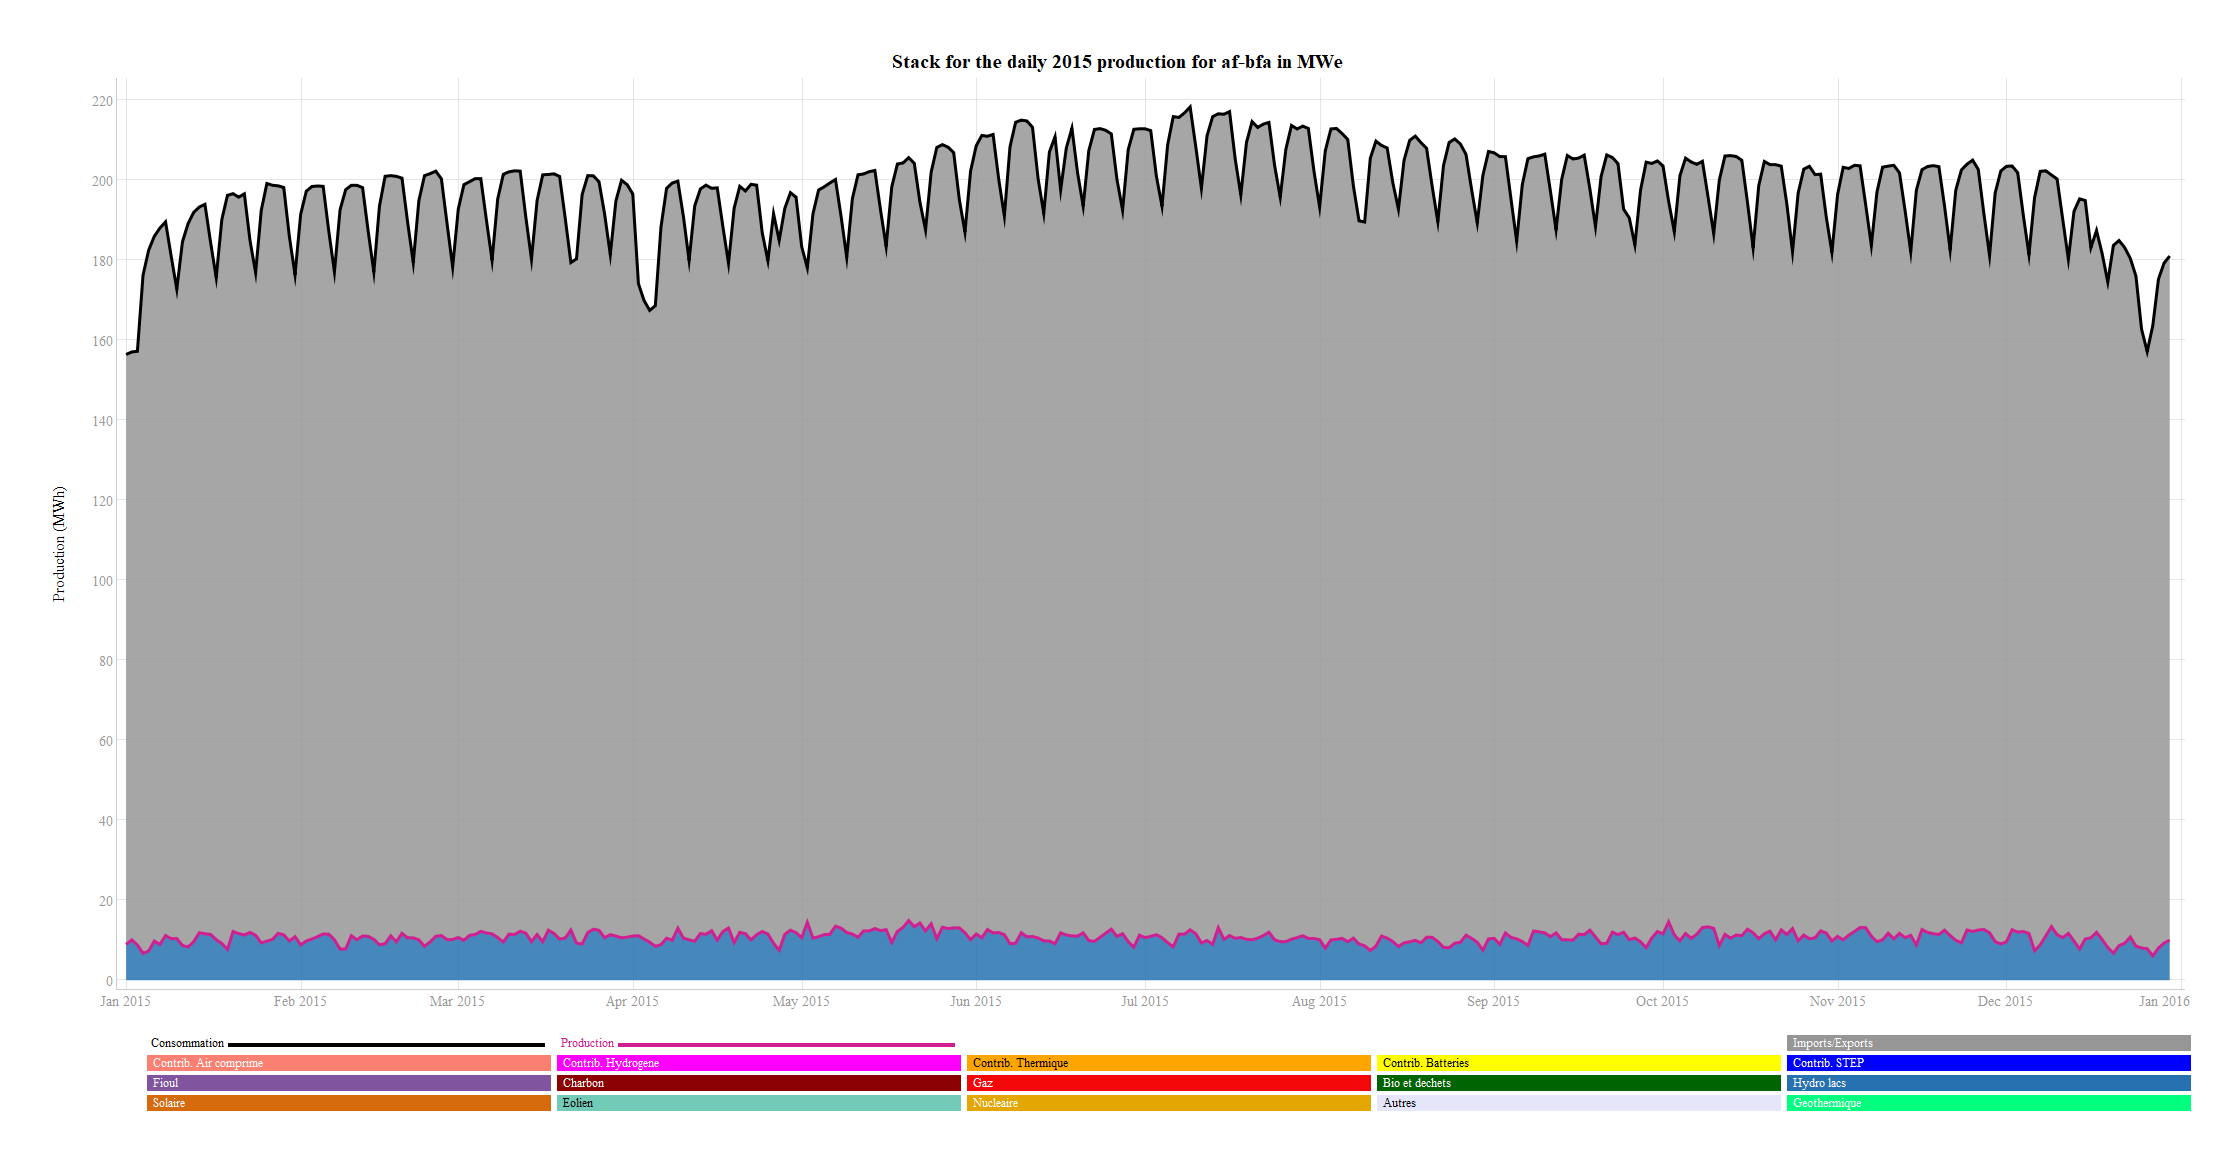 Stack for the daily 2015 production for af-bfa in MWe
Production (MWh)
220
200
180
160
140
120
100
80
60
40
20
0
Jan 2015 Feb 2015 Mar 2015 Apr 2015 May 2015 Jun 2015 Jul 2015 Aug 2015 Sep 2015 Oct 2015 Nov 2015 Dec 2015 Jan 2016
Consommation Production Imports/Exports
Contrib. Air comprime Contrib. Hydrogene Contrib. Thermique Contrib. Batteries Contrib. STEP
Fioul Charbon Gaz Bio et dechets Hydro lacs
Solaire Eolien Nucleaire Autres Geothermique